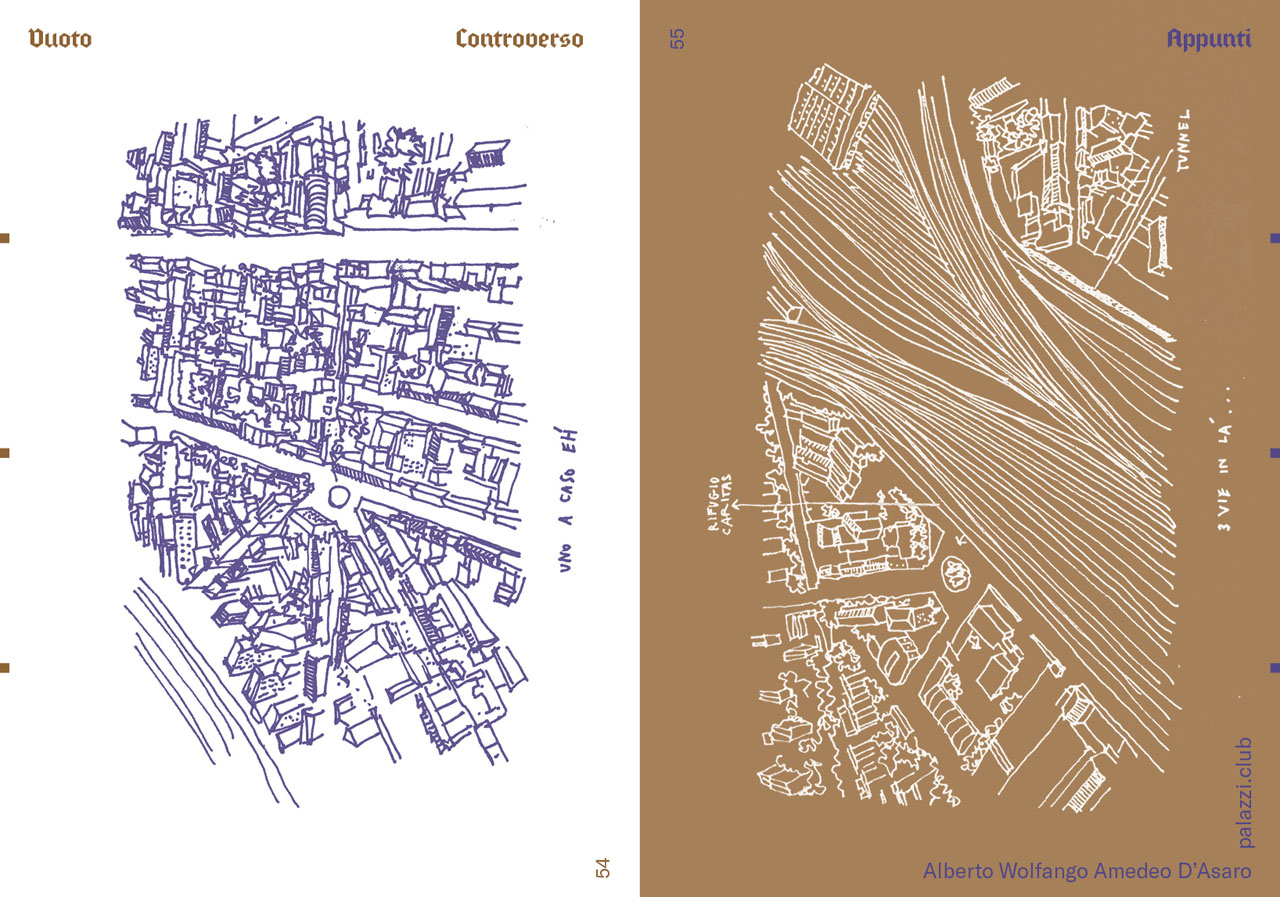 Vuoto
Controverso
UNO A CASO EH
54
55
Appunti
TUNNEL
RIFUGIO
CARITAS
3 VIE IN LÁ....
palazzi.club
Alberto Wolfango Amedeo D'Asaro